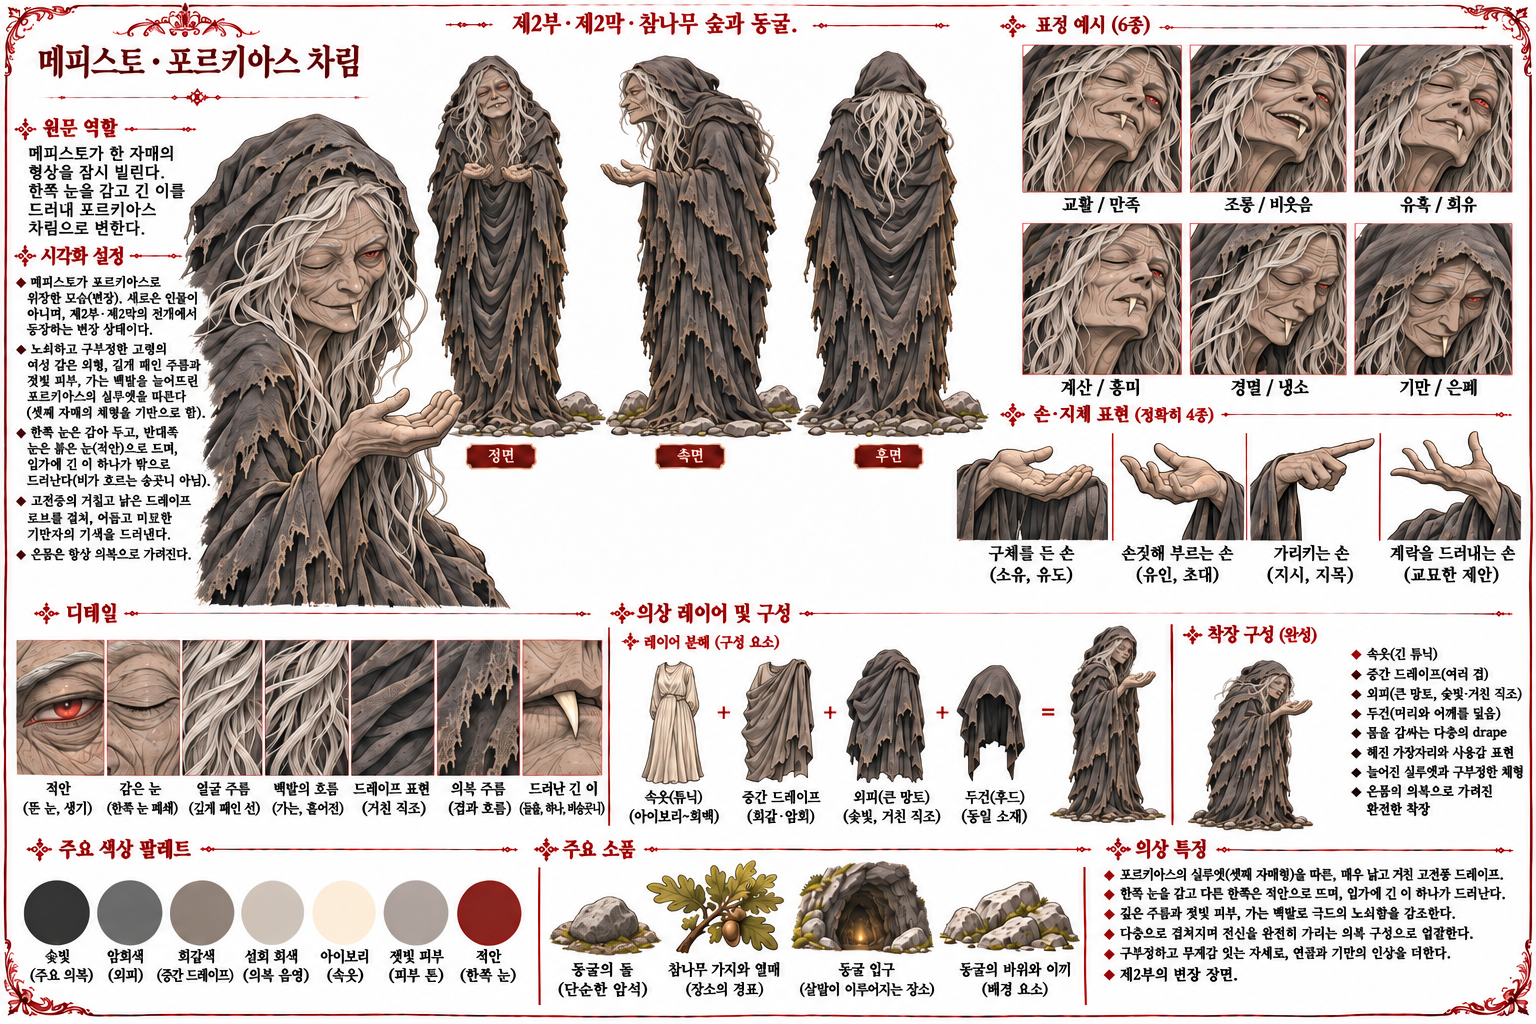 메피스토·포르키아스 차림
제2부·제2막·참나무 숲과 동굴.
원문 역할
메피스토가 한 자매의
형상을 잠시 빌린다.
한쪽 눈을 감고 긴 이를
드러내 포르키아스
차림으로 변한다.
시각화 설정
메피스토가 포르키아스로
위장한 모습(변장). 새로운 인물이
아니며, 제2부·제2막의 전개에서
등장하는 변장 상태이다.
노쇠하고 구부정한 고령의
여성 같은 외형, 깊게 패인 주름과
잿빛 피부, 가는 백발을 늘어뜨린
포르키아스의 실루엣을 따른다
(셋째 자매의 체형을 기반으로 함).
한쪽 눈은 감아 두고, 반대쪽
눈은 붉은 눈(적안)으로 뜨며,
입가에 긴 이 하나가 밖으로
드러난다(비가 흐르는 송곳니 아님).
고전중의 거칠고 낡은 드레이프
로브를 걸쳐, 어둡고 미묘한
기만자의 기색을 드러낸다.
온몸은 항상 의복으로 가려진다.
정면
측면
후면
표정 예시 (6종)
교활 / 만족
조롱 / 비웃음
유혹 / 회유
계산 / 흥미
경멸 / 냉소
기만 / 은폐
손·지체 표현 (정확히 4종)
구체를 든 손
(소유, 유도)
손짓해 부르는 손
(유인, 초대)
가리키는 손
(지시, 지목)
계략을 드러내는 손
(교묘한 제안)
디테일
적안
(뜬 눈, 생기)
감은 눈
(한쪽 눈 폐쇄)
얼굴 주름
(깊게 패인 선)
백발의 흐름
(가는, 흩어진)
드레이프 표현
(거친 직조)
의복 주름
(겹과 흐름)
드러난 긴 이
의상 레이어 및 구성
레이어 분해 (구성 요소)
+ + + =
속옷(튜닉)
(아이보리~회백)
중간 드레이프
(회갈·암회)
외피(큰 망토)
(숯빛, 거친 직조)
두건(후드)
(동일 소재)
착장 구성 (완성)
속옷(긴 튜닉)
중간 드레이프(여러 겹)
외피(큰 망토, 숯빛·거친 직조)
두건(머리와 어깨를 덮음)
몸을 감싸는 다층의 drape
해진 가장자리와 사용감 표현
늘어진 실루엣과 구부정한 체형
온몸의 의복으로 가려진
완전한 착장
주요 색상 팔레트
숯빛
(주요 의복)
암회색
(외피)
회갈색
(중간 드레이프)
설회 회색
(의복 음영)
아이보리
(속옷)
잿빛 피부
(피부 톤)
적안
(한쪽 눈)
주요 소품
동굴의 돌
(단순한 암석)
참나무 가지와 열매
(장소의 경표)
동굴 입구
(살말이 이루어지는 장소)
동굴의 바위와 이끼
(배경 요소)
의상 특징
포르키아스의 실루엣(셋째 자매형)을 따른, 매우 낡고 거친 고전풍 드레이프.
한쪽 눈을 감고 다른 한쪽은 적안으로 뜨며, 입가에 긴 이 하나가 드러난다.
깊은 주름과 잿빛 피부, 가는 백발로 극도의 노쇠함을 강조한다.
다층으로 겹쳐지며 전신을 완전히 가리는 의복 구성으로 일갈한다.
구부정하고 무게감 있는 자세로, 연륜과 기만의 인상을 더한다.
제2부의 변장 장면.